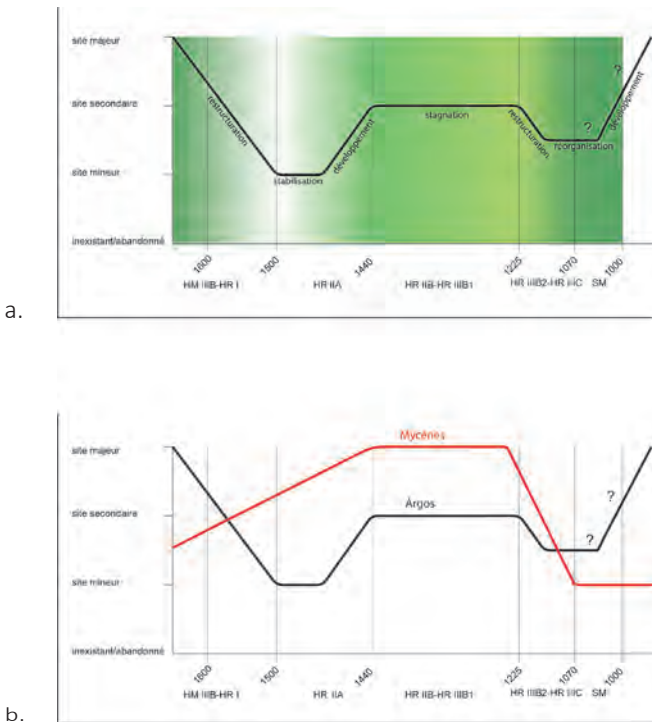 site majeur
site secondaire
site mineur
inexistant/abandonné
restructuration
stabilisation
développement
stagnation
restructuration
?
réorganisation
?
développement
1600
1500
1440
1225
1070
1000
HM IIIB-HR I
HR IIA
HR IIB-HR IIIB1
HR IIIB2-HR IIIC
SM
a.
site majeur
site secondaire
site mineur
inexistant/abandonné
Mycènes
Argos
?
?
1600
1500
1440
1225
1070
1000
HM IIIB-HR I
HR IIA
HR IIB-HR IIIB1
HR IIIB2-HR IIIC
SM
b.